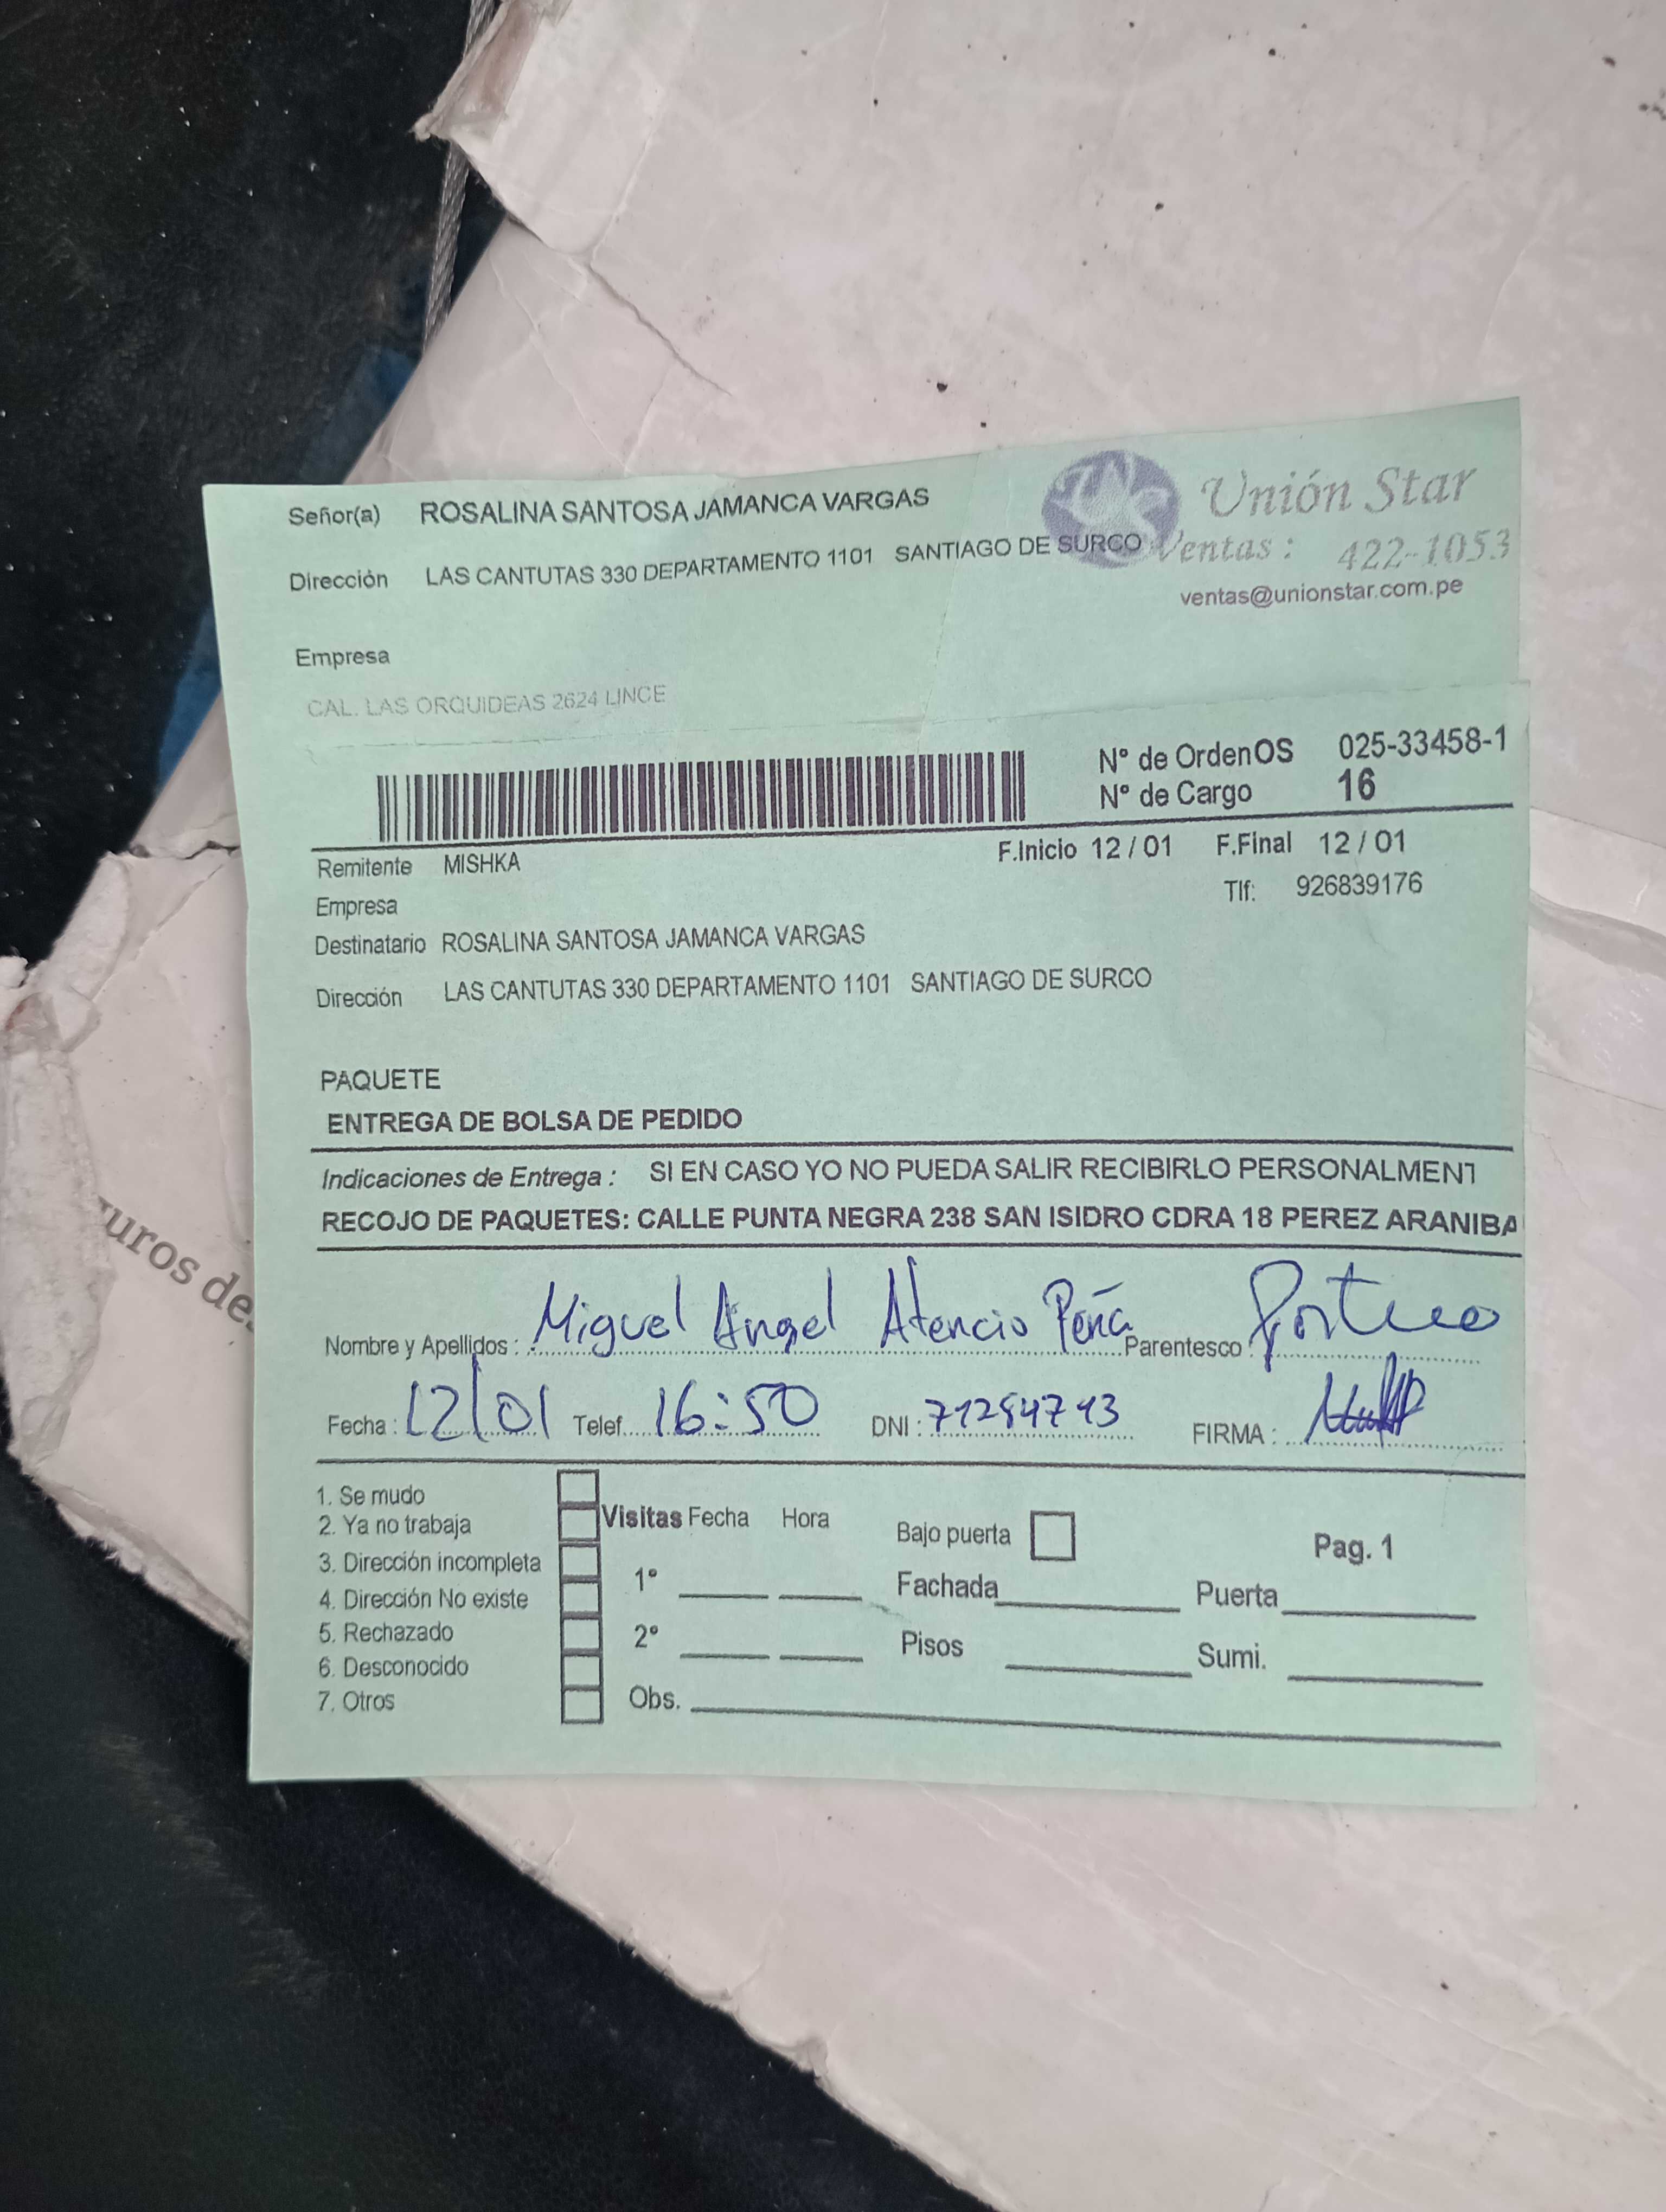 Señor(a) ROSALINA SANTOSA JAMANCA VARGAS
Unión Star
Dirección LAS CANTUTAS 330 DEPARTAMENTO 1101 SANTIAGO DE SURCO
Ventas : 422-1053
ventas@unionstar.com.pe
Empresa
CAL. LAS ORQUIDEAS 2624 LINCE
N° de OrdenOS 025-33458-1
N° de Cargo 16
Remitente MISHKA F.Inicio 12 / 01 F.Final 12 / 01
Empresa Tlf: 926839176
Destinatario ROSALINA SANTOSA JAMANCA VARGAS
Dirección LAS CANTUTAS 330 DEPARTAMENTO 1101 SANTIAGO DE SURCO
PAQUETE
ENTREGA DE BOLSA DE PEDIDO
Indicaciones de Entrega : SI EN CASO YO NO PUEDA SALIR RECIBIRLO PERSONALMENT
RECOJO DE PAQUETES: CALLE PUNTA NEGRA 238 SAN ISIDRO CDRA 18 PEREZ ARANIBA
uros de
Nombre y Apellidos : Miguel Angel Atencio Peña Parentesco :
Fecha : 12/01 Telef. 16:50 DNI : FIRMA :
1. Se mudo
2. Ya no trabaja
3. Dirección incompleta
4. Dirección No existe
5. Rechazado
6. Desconocido
7. Otros
Visitas Fecha Hora
1°
2°
Obs.
Bajo puerta
Fachada
Pisos
Pag. 1
Puerta
Sumi.